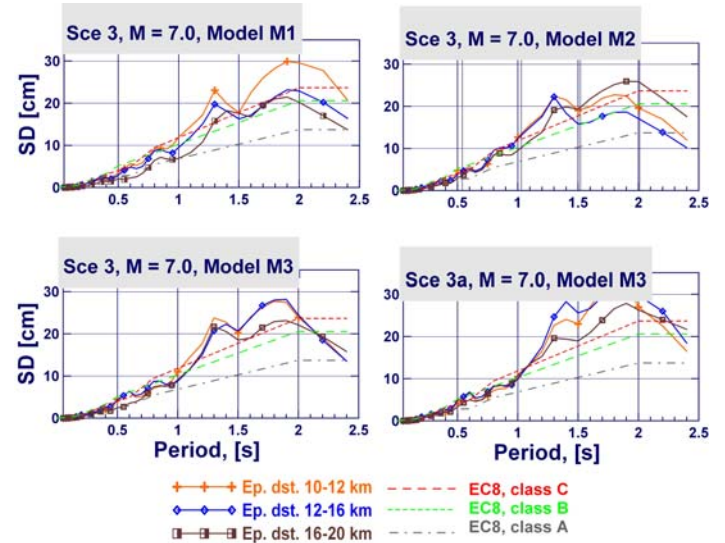 Sce 3, M = 7.0, Model M1
Sce 3, M = 7.0, Model M2
SD [cm]
30
20
10
0
0.5
1
1.5
2
2.5
30
20
10
0
0.5
1
1.5
2
2.5
Sce 3, M = 7.0, Model M3
Sce 3a, M = 7.0, Model M3
SD [cm]
30
20
10
0
0.5
1
1.5
2
2.5
30
20
10
0
0.5
1
1.5
2
2.5
Period, [s]
Period, [s]
Ep. dst. 10-12 km
EC8, class C
Ep. dst. 12-16 km
EC8, class B
Ep. dst. 16-20 km
EC8, class A